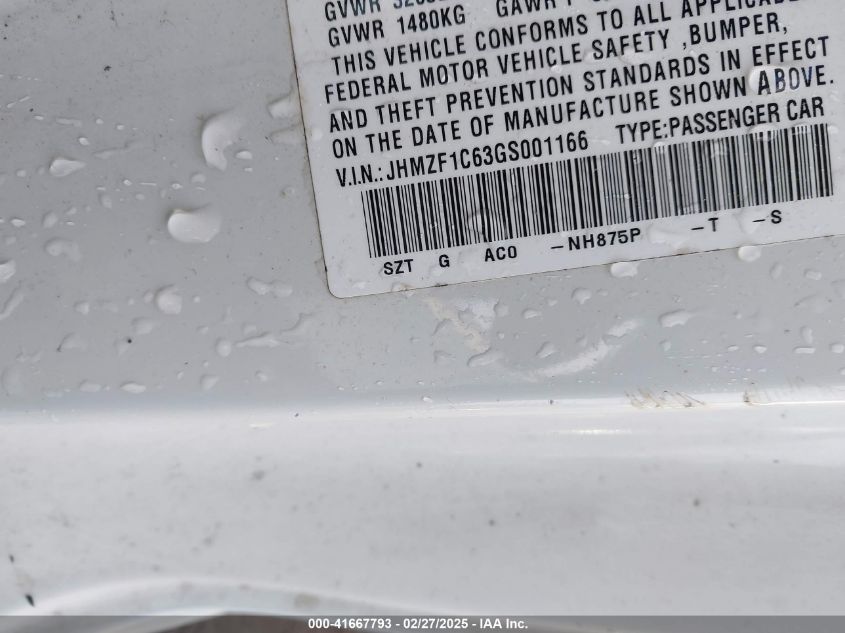 GVWR
GVWR 1480KG GAWR F
THIS VEHICLE CONFORMS TO ALL
FEDERAL MOTOR VEHICLE SAFETY ,BUMPER,
AND THEFT PREVENTION STANDARDS IN EFFECT
ON THE DATE OF MANUFACTURE SHOWN ABOVE.
V.I.N.: JHMZF1C63GS001166 TYPE:PASSENGER CAR
SZT G AC0 -NH875P -T -S
000-41667793 - 02/27/2025 - IAA Inc.